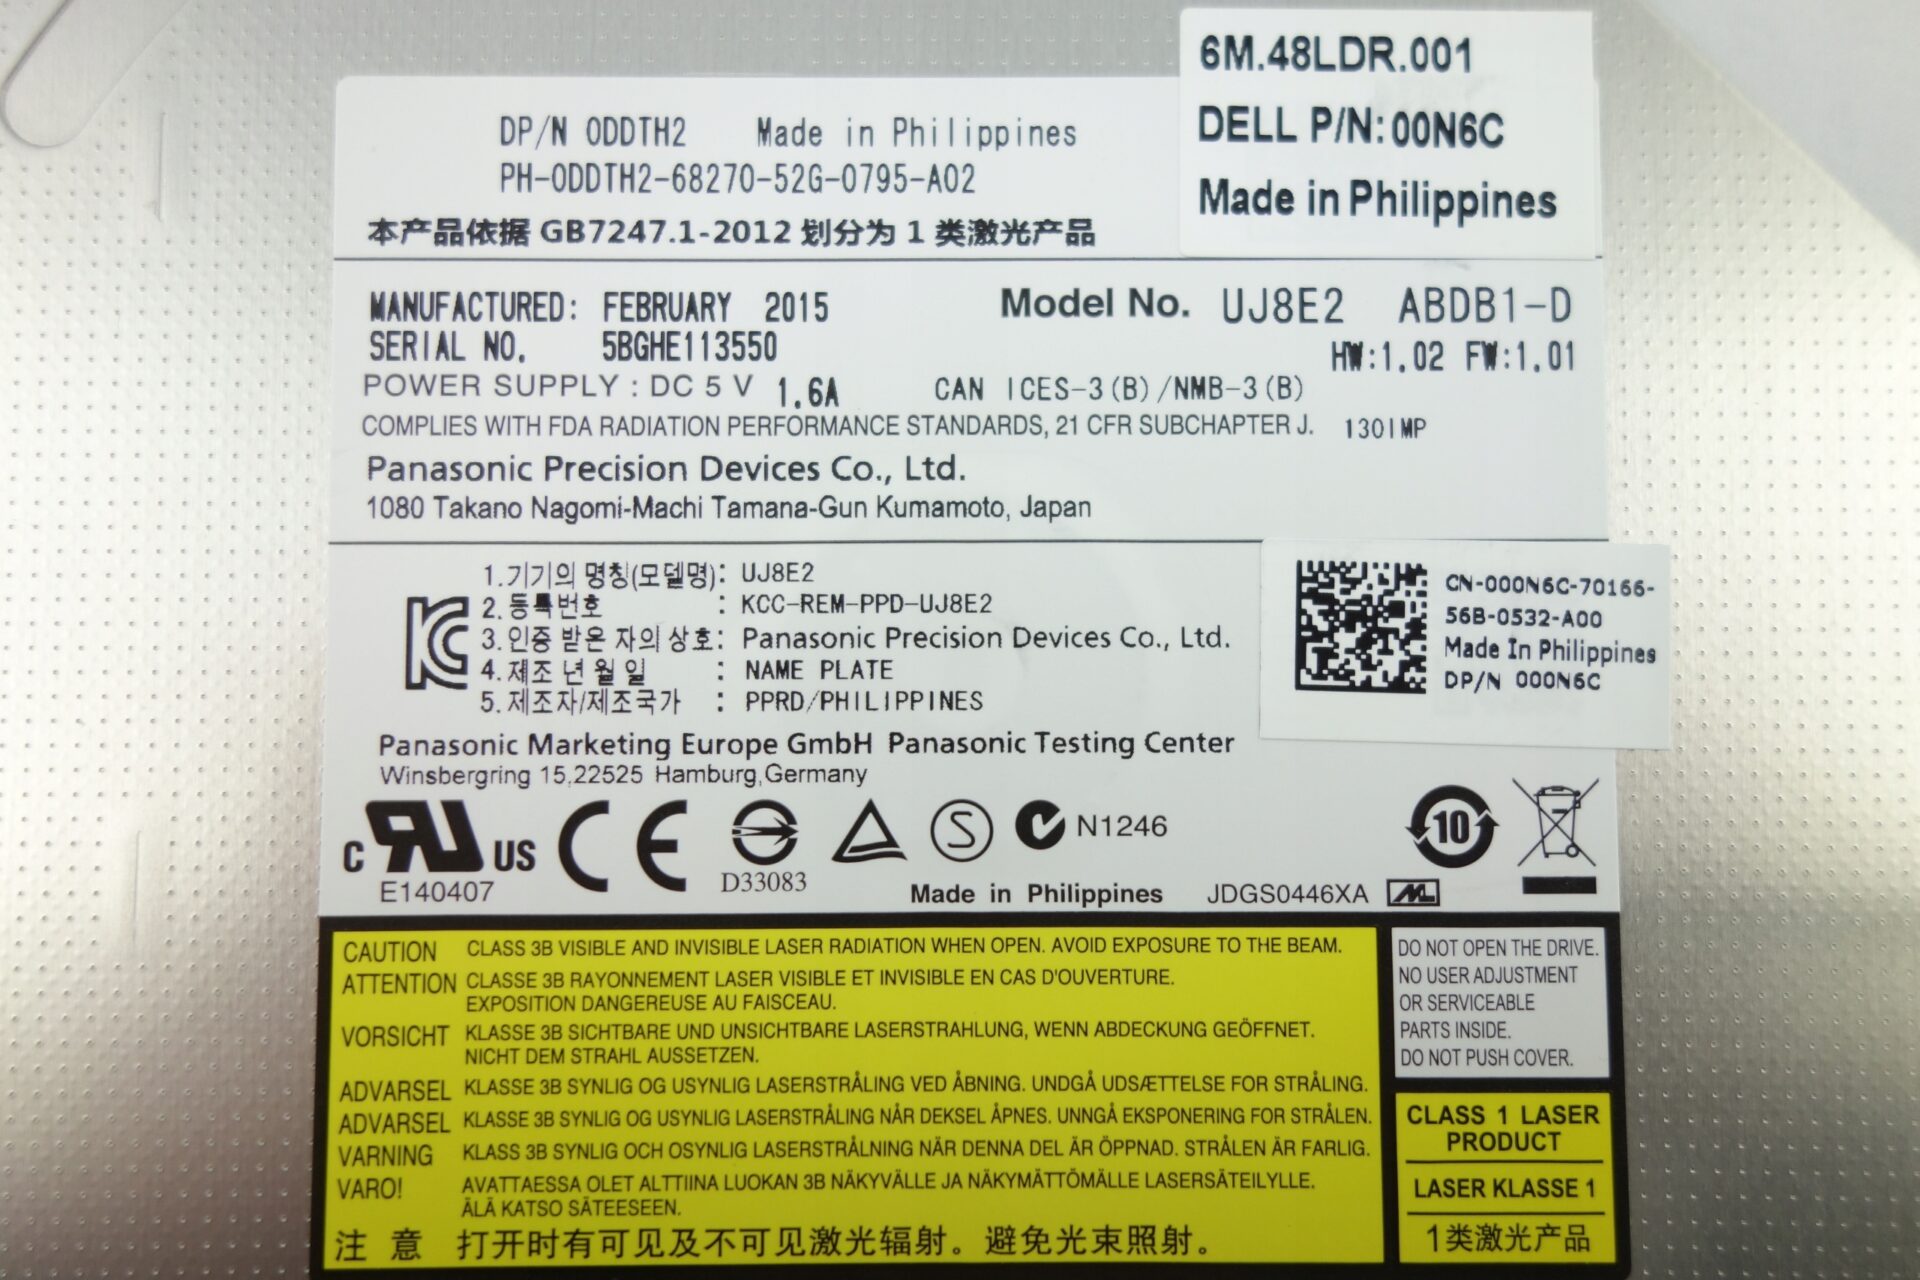 6M.48LDR.001
DELL P/N:00N6C
Made in Philippines
DP/N 0DDTH2 Made in Philippines
PH-0DDTH2-68270-52G-0795-A02
本产品依据 GB7247.1-2012 划分为 1 类激光产品
MANUFACTURED: FEBRUARY 2015
SERIAL NO. 5BGHE113550
Model No. UJ8E2 ABDB1-D
HW:1.02 FW:1.01
POWER SUPPLY : DC 5 V 1.6A CAN ICES-3(B)/NMB-3(B)
COMPLIES WITH FDA RADIATION PERFORMANCE STANDARDS, 21 CFR SUBCHAPTER J. 130IMP
Panasonic Precision Devices Co., Ltd.
1080 Takano Nagomi-Machi Tamana-Gun Kumamoto, Japan
1.기기의 명칭(모델명): UJ8E2
2.등록번호 : KCC-REM-PPD-UJ8E2
3.인증 받은 자의 상호: Panasonic Precision Devices Co., Ltd.
4.제조 년 월 일 : NAME PLATE
5.제조자/제조국가 : PPRD/PHILIPPINES
CN-000N6C-70166-
56B-0532-A00
Made In Philippines
DP/N 000N6C
Panasonic Marketing Europe GmbH Panasonic Testing Center
Winsbergring 15,22525 Hamburg,Germany
C RU US
E140407
CE
D33083
S
N1246
10
Made in Philippines JDGS0446XA ML
CAUTION CLASS 3B VISIBLE AND INVISIBLE LASER RADIATION WHEN OPEN. AVOID EXPOSURE TO THE BEAM.
ATTENTION CLASSE 3B RAYONNEMENT LASER VISIBLE ET INVISIBLE EN CAS D'OUVERTURE.
EXPOSITION DANGEREUSE AU FAISCEAU.
VORSICHT KLASSE 3B SICHTBARE UND UNSICHTBARE LASERSTRAHLUNG, WENN ABDECKUNG GEÖFFNET.
NICHT DEM STRAHL AUSSETZEN.
ADVARSEL KLASSE 3B SYNLIG OG USYNLIG LASERSTRÅLING VED ÅBNING. UNDGÅ UDSÆTTELSE FOR STRÅLING.
ADVARSEL KLASSE 3B SYNLIG OG USYNLIG LASERSTRÅLING NÅR DEKSEL ÅPNES. UNNGÅ EKSPONERING FOR STRÅLEN.
VARNING KLASS 3B SYNLIG OCH OSYNLIG LASERSTRÅLNING NÄR DENNA DEL ÄR ÖPPNAD. STRÅLEN ÄR FARLIG.
VARO! AVATTAESSA OLET ALTTIINA LUOKAN 3B NÄKYVÄLLE JA NÄKYMÄTTÖMÄLLE LASERSÄTEILYLLE.
ÄLÄ KATSO SÄTEESEEN.
注 意 打开时有可见及不可见激光辐射。避免光束照射。
DO NOT OPEN THE DRIVE.
NO USER ADJUSTMENT
OR SERVICEABLE
PARTS INSIDE.
DO NOT PUSH COVER.
CLASS 1 LASER
PRODUCT
LASER KLASSE 1
1类激光产品